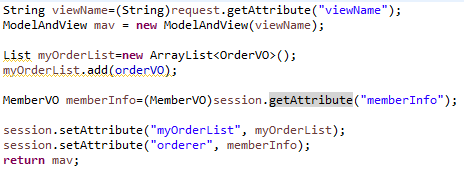 String viewName=(String)request.getAttribute("viewName");
ModelAndView mav = new ModelAndView(viewName);
List myOrderList=new ArrayList<OrderVO>();
myOrderList.add(orderVO);
MemberVO memberInfo=(MemberVO)session.getAttribute("memberInfo");
session.setAttribute("myOrderList", myOrderList);
session.setAttribute("orderer", memberInfo);
return mav;